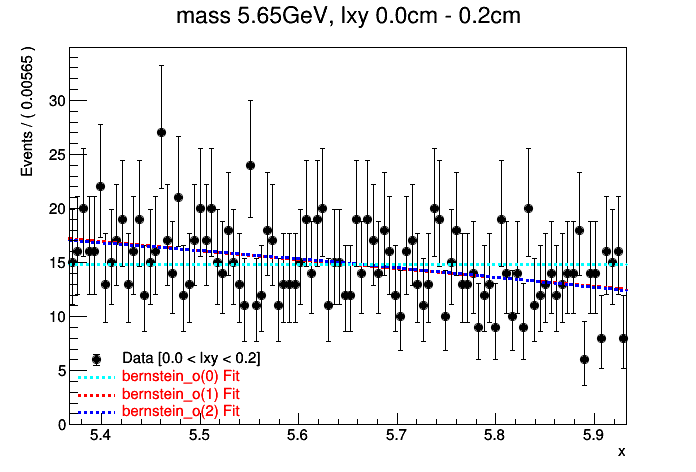 mass 5.65GeV, lxy 0.0cm - 0.2cm
Events / ( 0.00565 )
30
25
20
15
10
5
0
Data [0.0 < lxy < 0.2]
bernstein_o(0) Fit
bernstein_o(1) Fit
bernstein_o(2) Fit
5.4 5.5 5.6 5.7 5.8 5.9
x